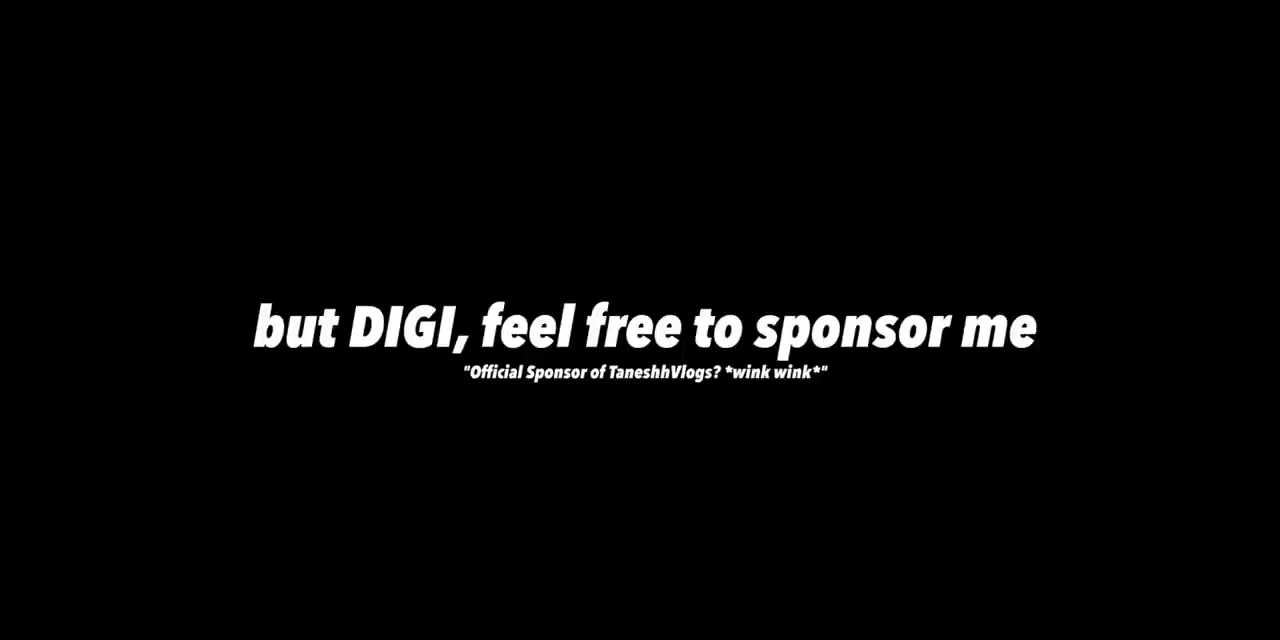 but DIGI, feel free to sponsor me
"Official Sponsor of TaneshhVlogs? *wink wink*"